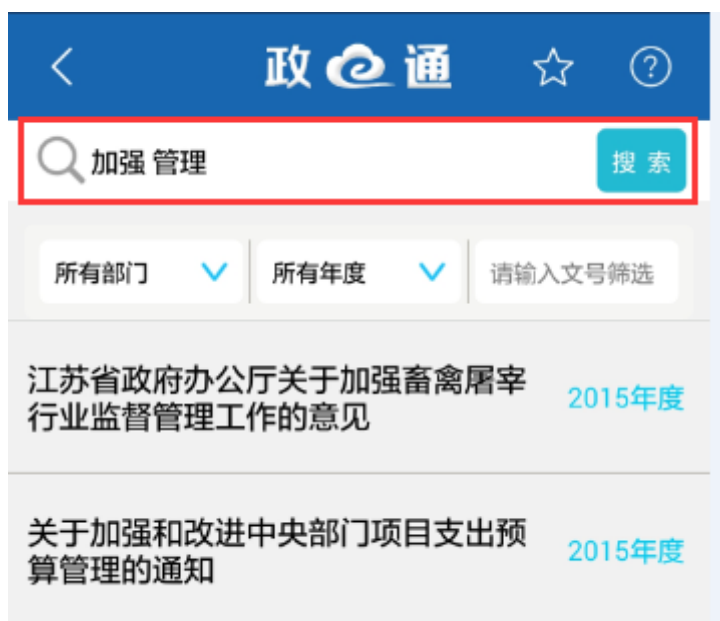 政通
加强 管理 搜 索
所有部门 所有年度 请输入文号筛选
江苏省政府办公厅关于加强畜禽屠宰
行业监督管理工作的意见 2015年度
关于加强和改进中央部门项目支出预
算管理的通知 2015年度